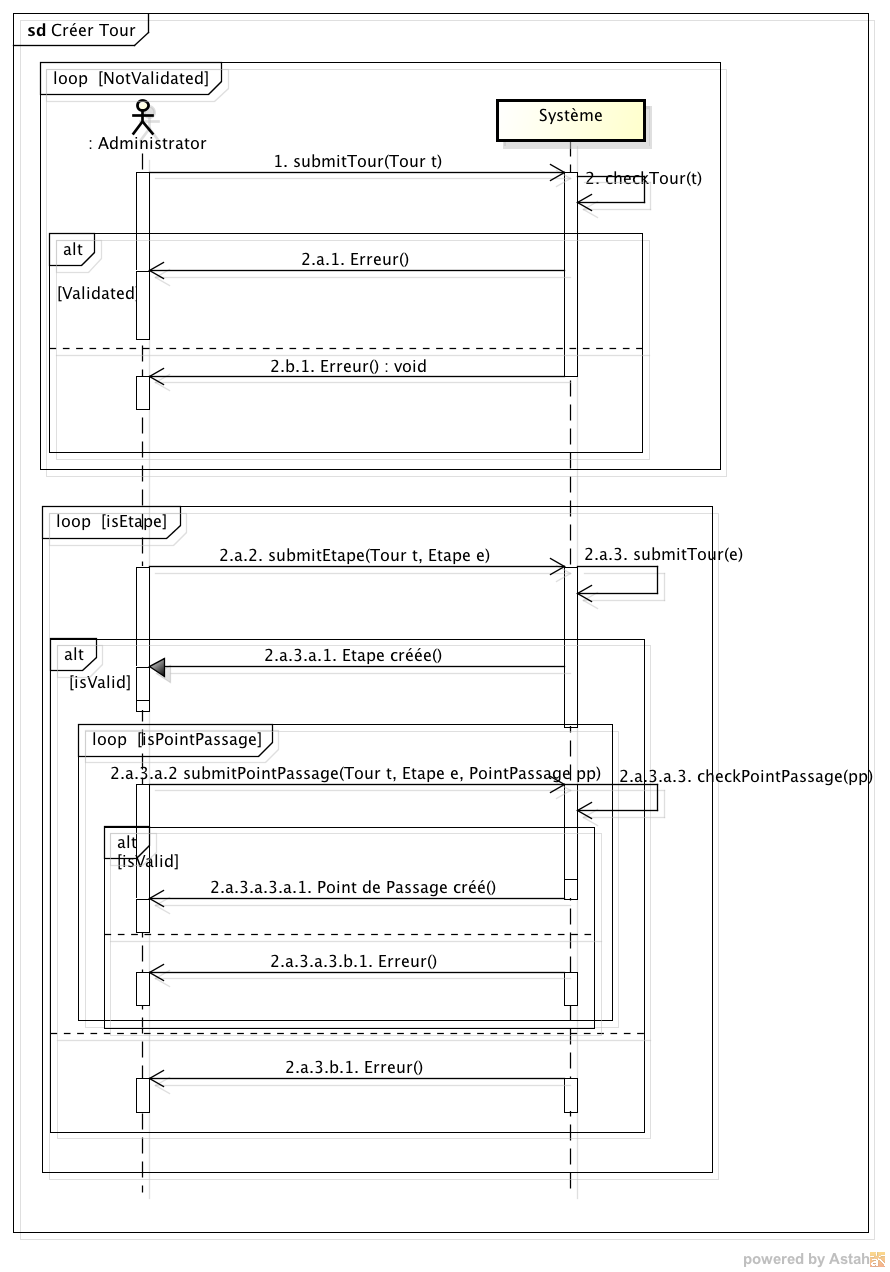 sd Créer Tour
loop [NotValidated]
Système
: Administrator
1. submitTour(Tour t)
2. checkTour(t)
alt
2.a.1. Erreur()
[Validated]
2.b.1. Erreur() : void
loop [isEtape]
2.a.2. submitEtape(Tour t, Etape e)
2.a.3. submitTour(e)
alt
2.a.3.a.1. Etape créée()
[isValid]
loop [isPointPassage]
2.a.3.a.2 submitPointPassage(Tour t, Etape e, PointPassage pp)
2.a.3.a.3. checkPointPassage(pp)
alt
[isValid]
2.a.3.a.3.a.1. Point de Passage créé()
2.a.3.a.3.b.1. Erreur()
2.a.3.b.1. Erreur()
powered by Astah